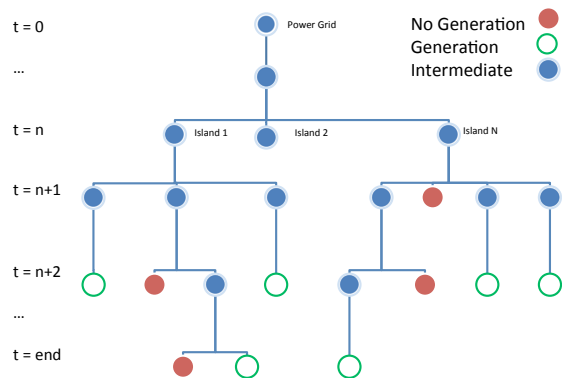 t = 0
Power Grid
No Generation
Generation
Intermediate
...
t = n
Island 1
Island 2
Island N
t = n+1
t = n+2
...
t = end